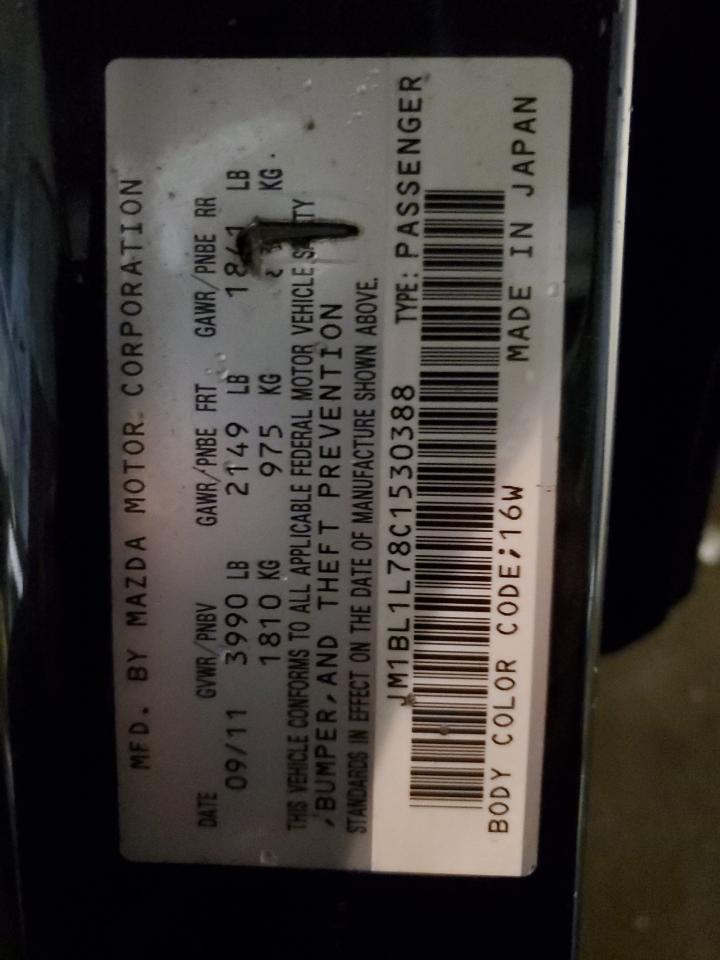 MFD. BY MAZDA MOTOR CORPORATION
DATE GVWR/PNBV GAWR/PNBE FRT GAWR/PNBE RR
09/11 3990 LB 2149 LB LB
1810 KG 975 KG KG
THIS VEHICLE CONFORMS TO ALL APPLICABLE FEDERAL MOTOR VEHICLE SAFETY
,BUMPER,AND THEFT PREVENTION
STANDARDS IN EFFECT ON THE DATE OF MANUFACTURE SHOWN ABOVE.
JM1BL1L78C1530388 TYPE: PASSENGER
BODY COLOR CODE;16W MADE IN JAPAN